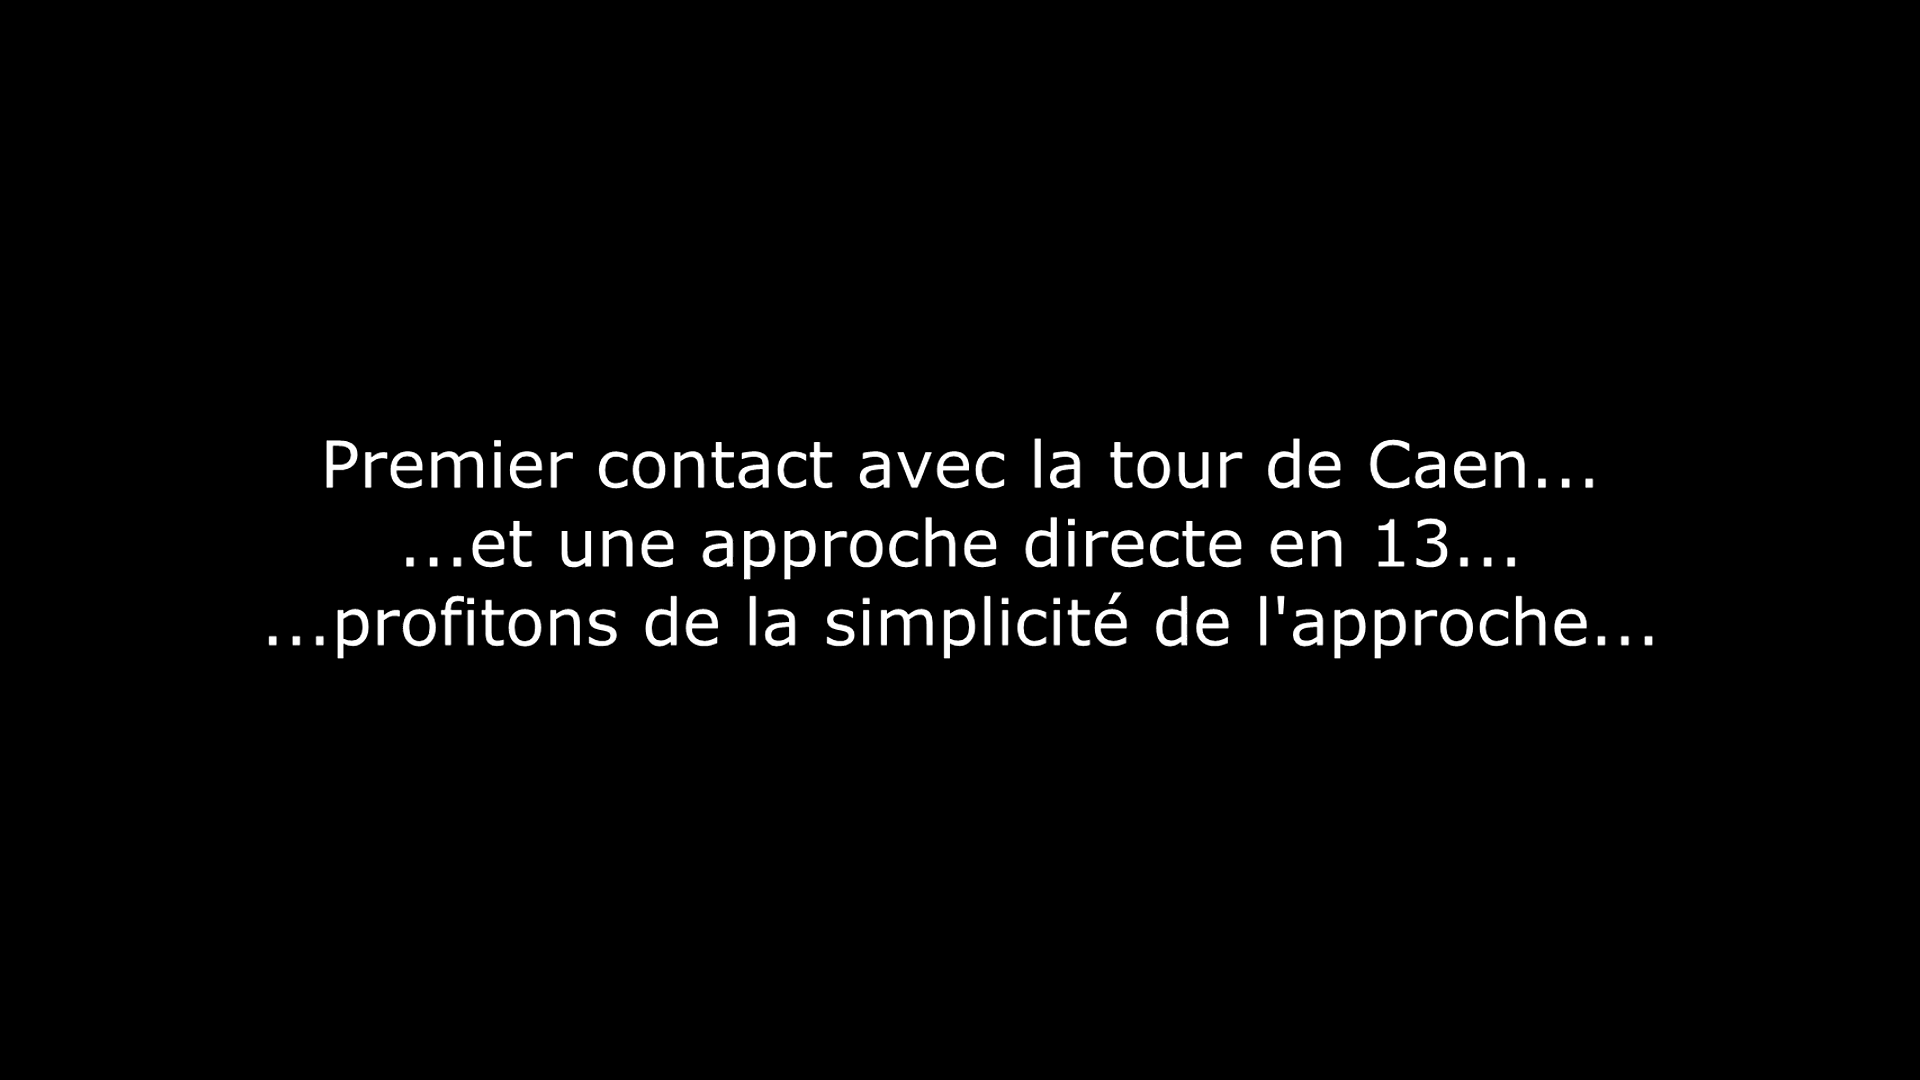 Premier contact avec la tour de Caen...
...et une approche directe en 13...
...profitons de la simplicité de l'approche...